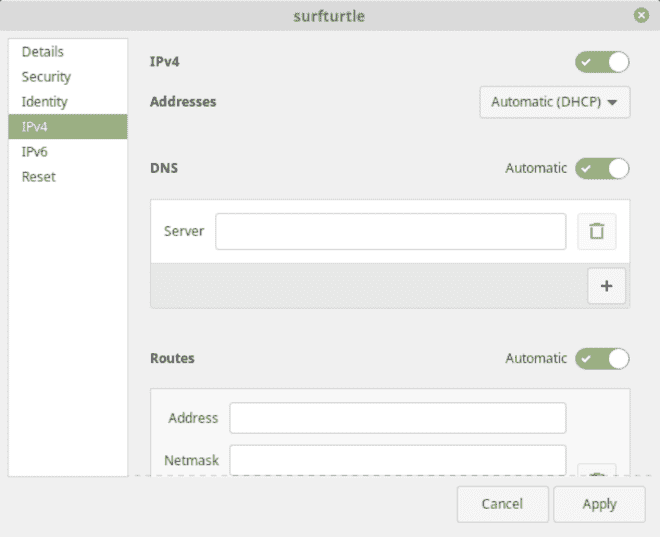 surfturtle
Details
Security
Identity
IPv4
IPv6
Reset
IPv4
Addresses
Automatic (DHCP)
DNS
Automatic
Server
Routes
Automatic
Address
Netmask
Cancel
Apply